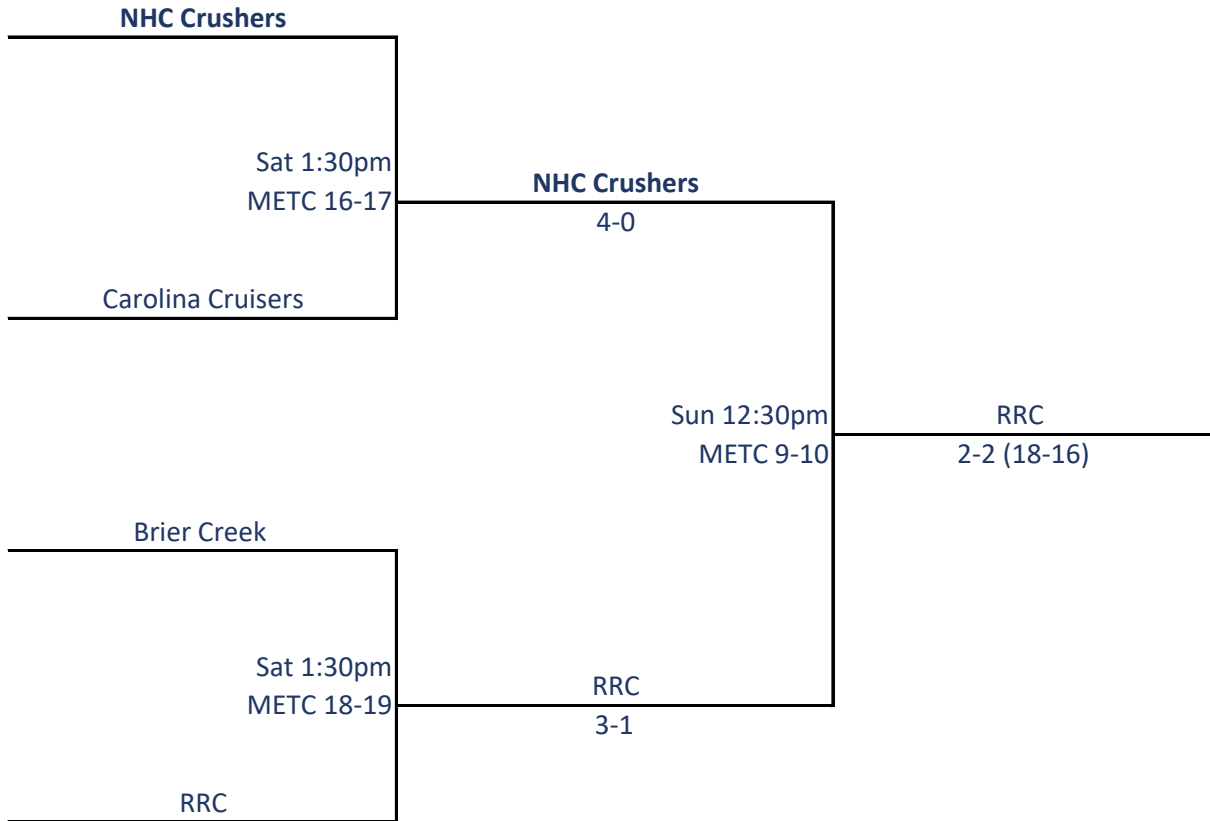 NHC Crushers
Sat 1:30pm
METC 16-17
NHC Crushers
4-0
Carolina Cruisers
Sun 12:30pm
METC 9-10
RRC
2-2 (18-16)
Brier Creek
Sat 1:30pm
METC 18-19
RRC
3-1
RRC